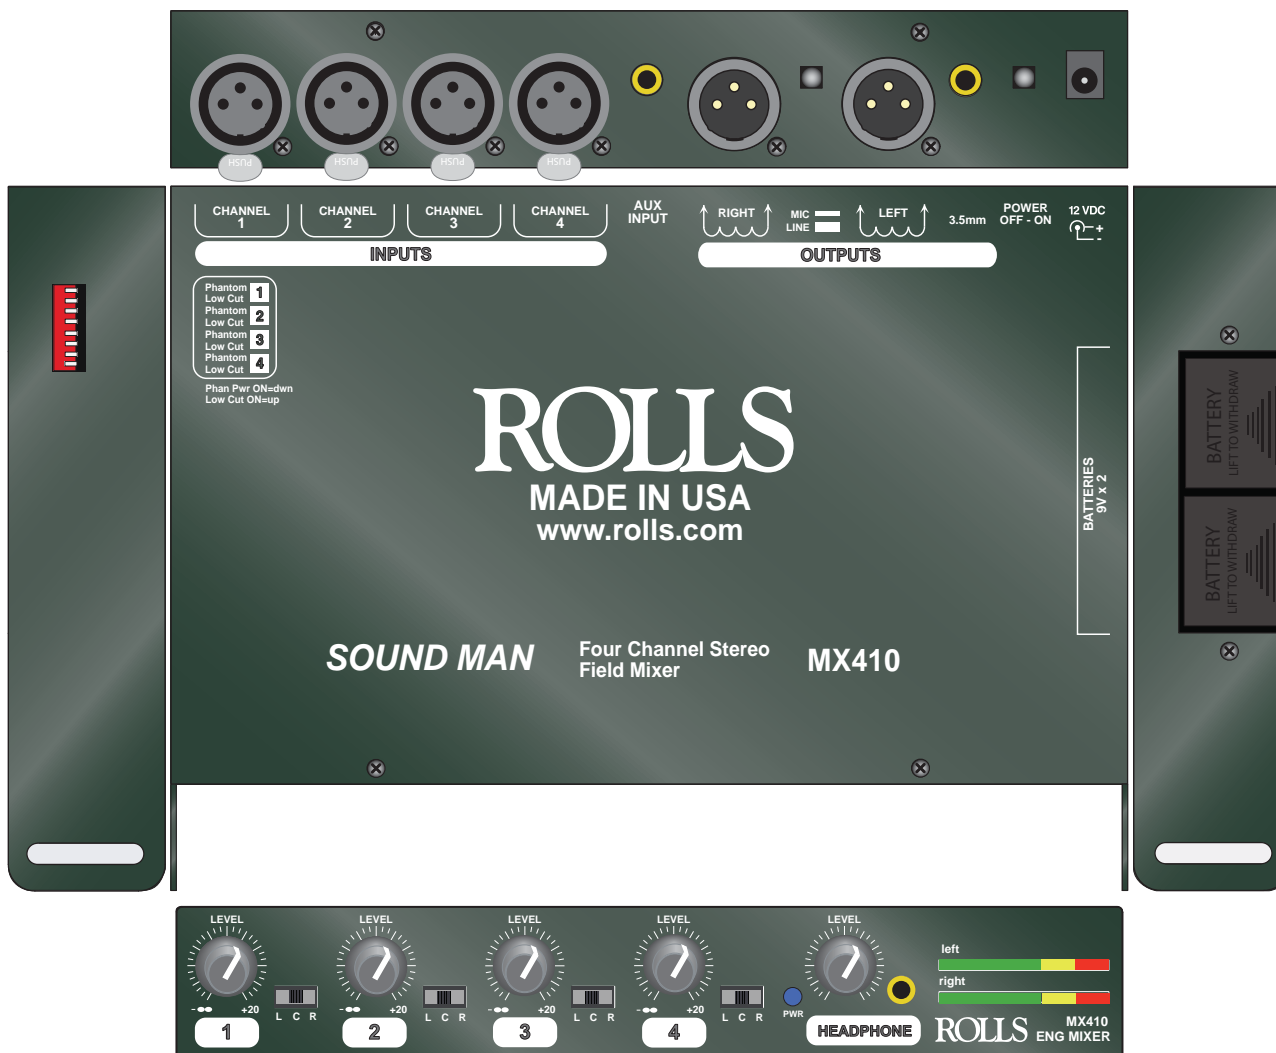 PUSH
PUSH
PUSH
PUSH
CHANNEL
1
CHANNEL
2
CHANNEL
3
CHANNEL
4
INPUTS
AUX
INPUT
RIGHT
MIC
LINE
LEFT
3.5mm
OUTPUTS
POWER
OFF - ON
12 VDC
+
-
Phantom
Low Cut
1
Phantom
Low Cut
2
Phantom
Low Cut
3
Phantom
Low Cut
4
Phan Pwr ON=dwn
Low Cut ON=up
ROLLS
MADE IN USA
www.rolls.com
BATTERIES
9V x 2
BATTERY
LIFT TO WITHDRAW
BATTERY
LIFT TO WITHDRAW
SOUND MAN
Four Channel Stereo
Field Mixer
MX410
LEVEL
-∞ +20
L C R
1
LEVEL
-∞ +20
L C R
2
LEVEL
-∞ +20
L C R
3
LEVEL
-∞ +20
L C R
4
PWR
LEVEL
HEADPHONE
left
right
ROLLS
MX410
ENG MIXER